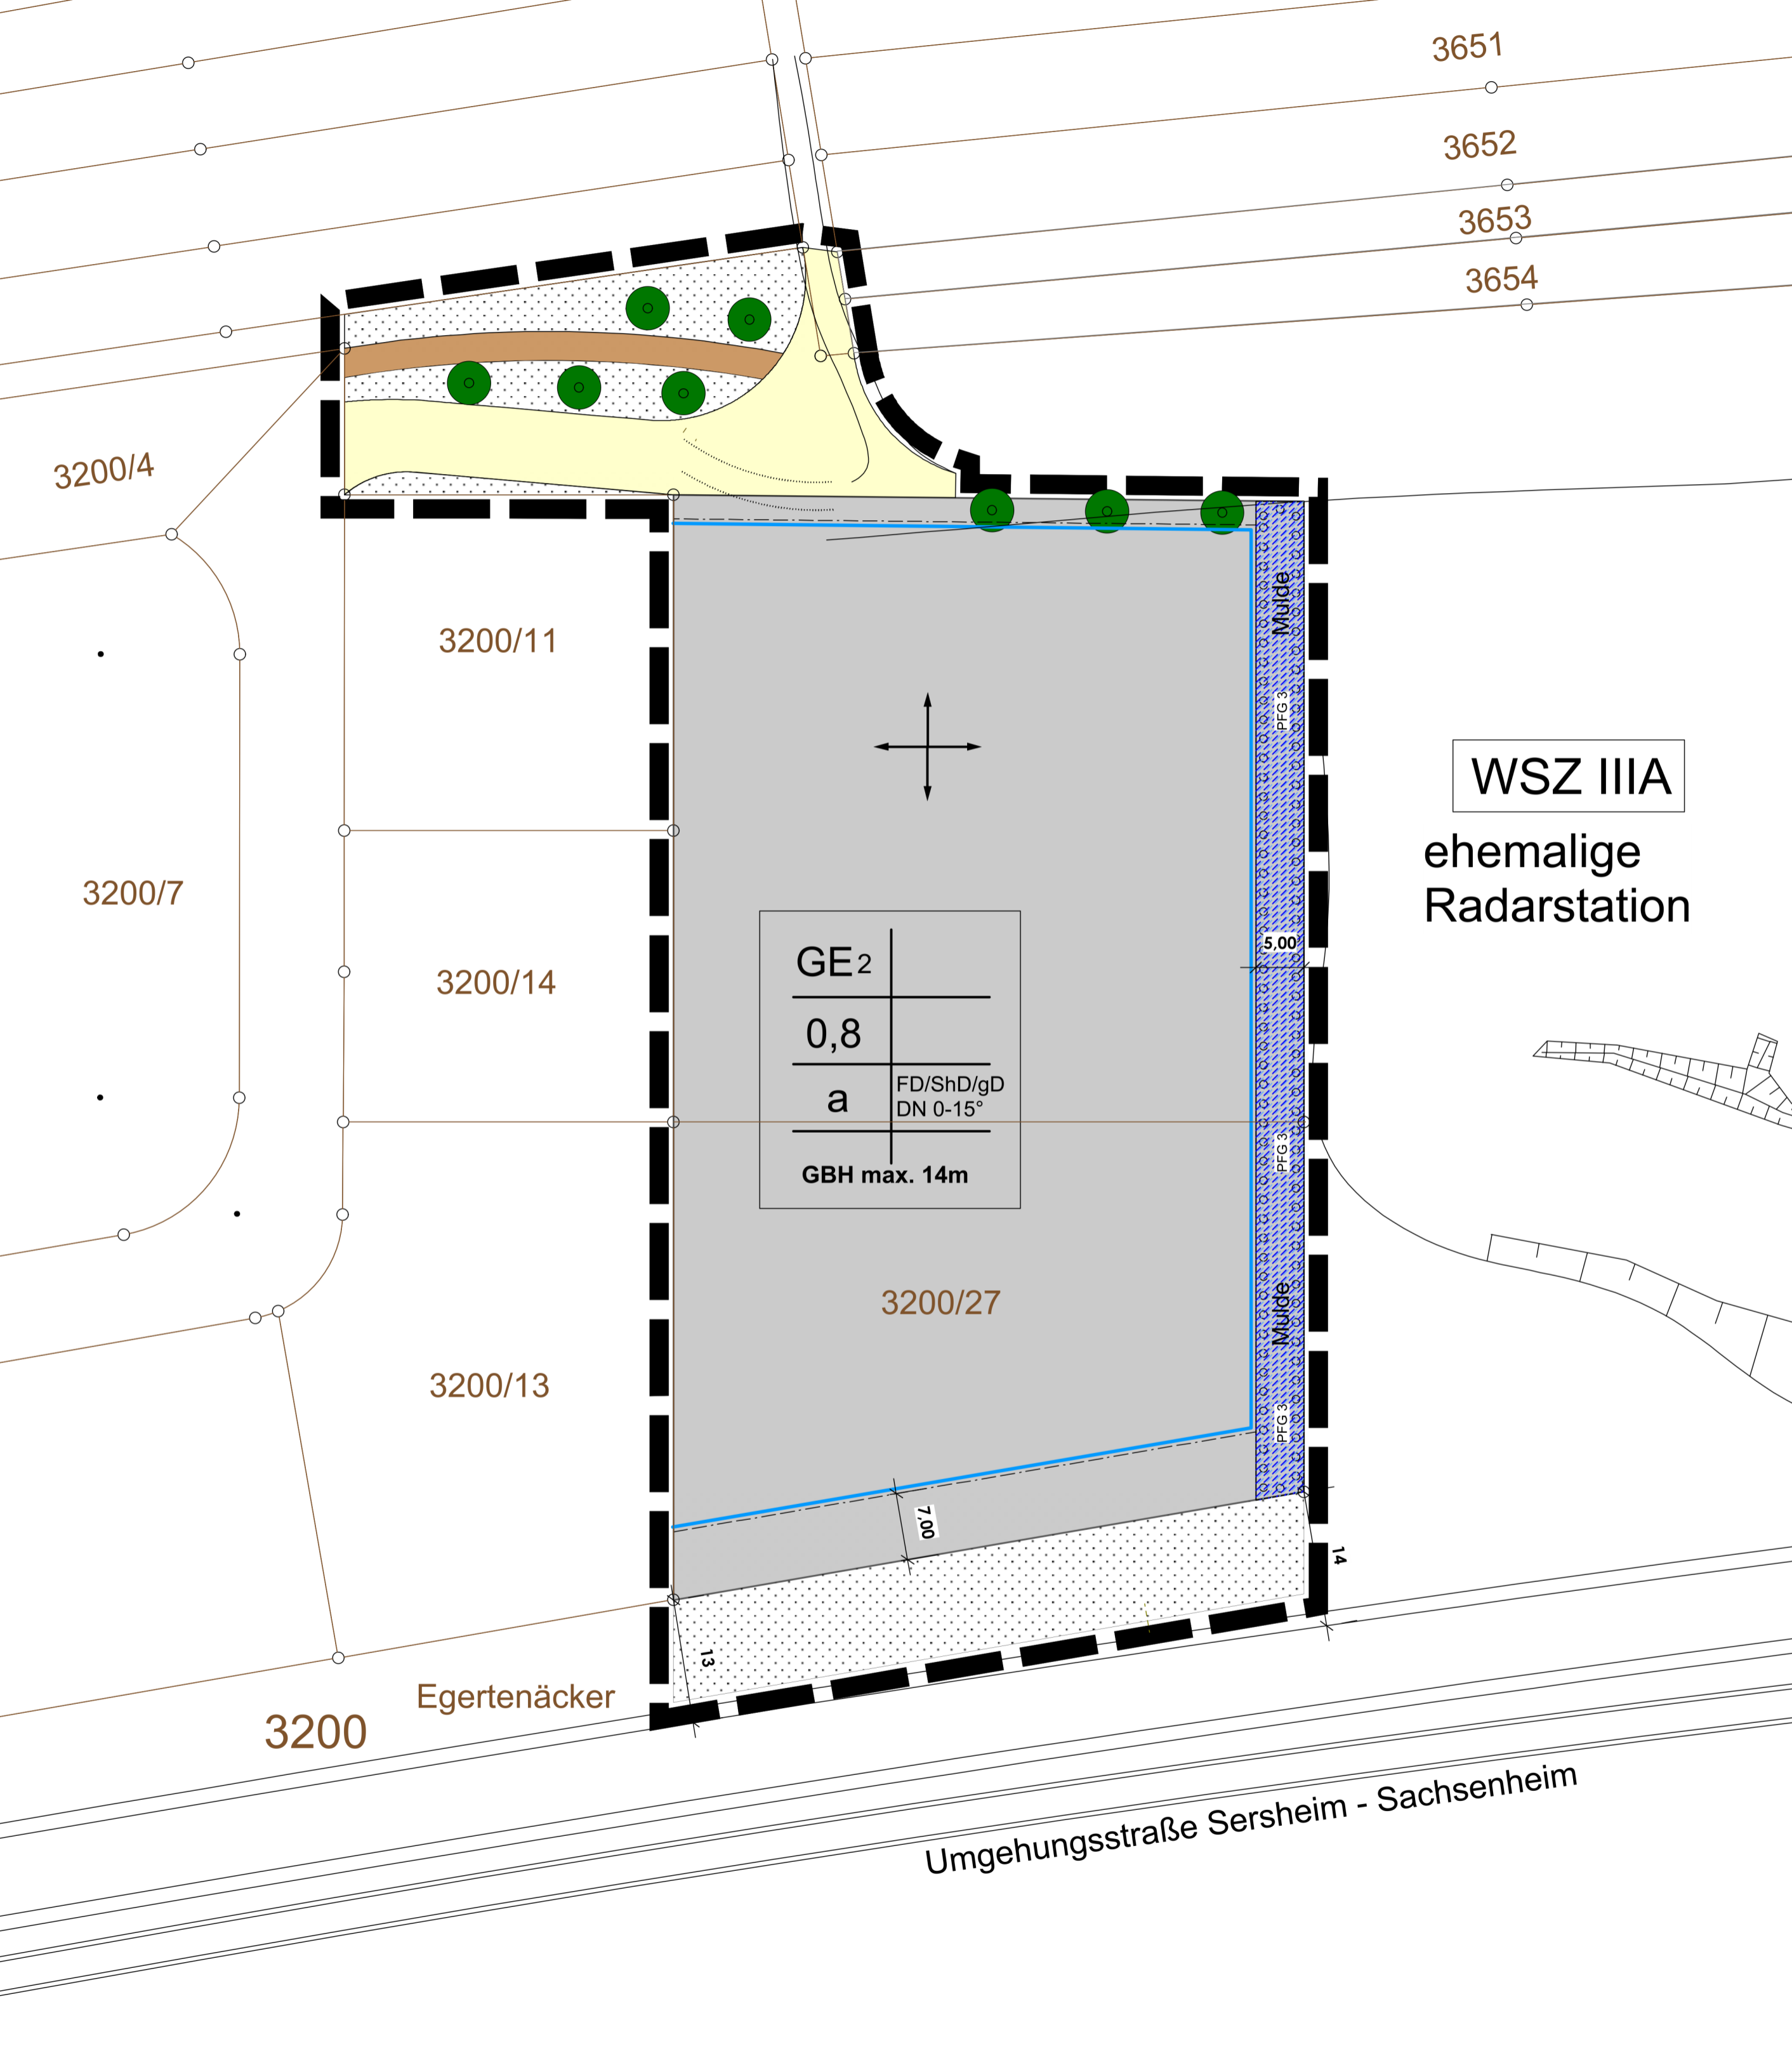 3651
3652
3653
3654
3200/4
3200/11
Mulde
PFG 3
WSZ IIIA
ehemalige
Radarstation
3200/7
5,00
GE2
3200/14
0,8
a
FD/ShD/gD
DN 0-15°
PFG 3
GBH max. 14m
3200/27
Mulde
3200/13
PFG 3
7,00
14
13
Egertenäcker
3200
Umgehungsstraße Sersheim - Sachsenheim